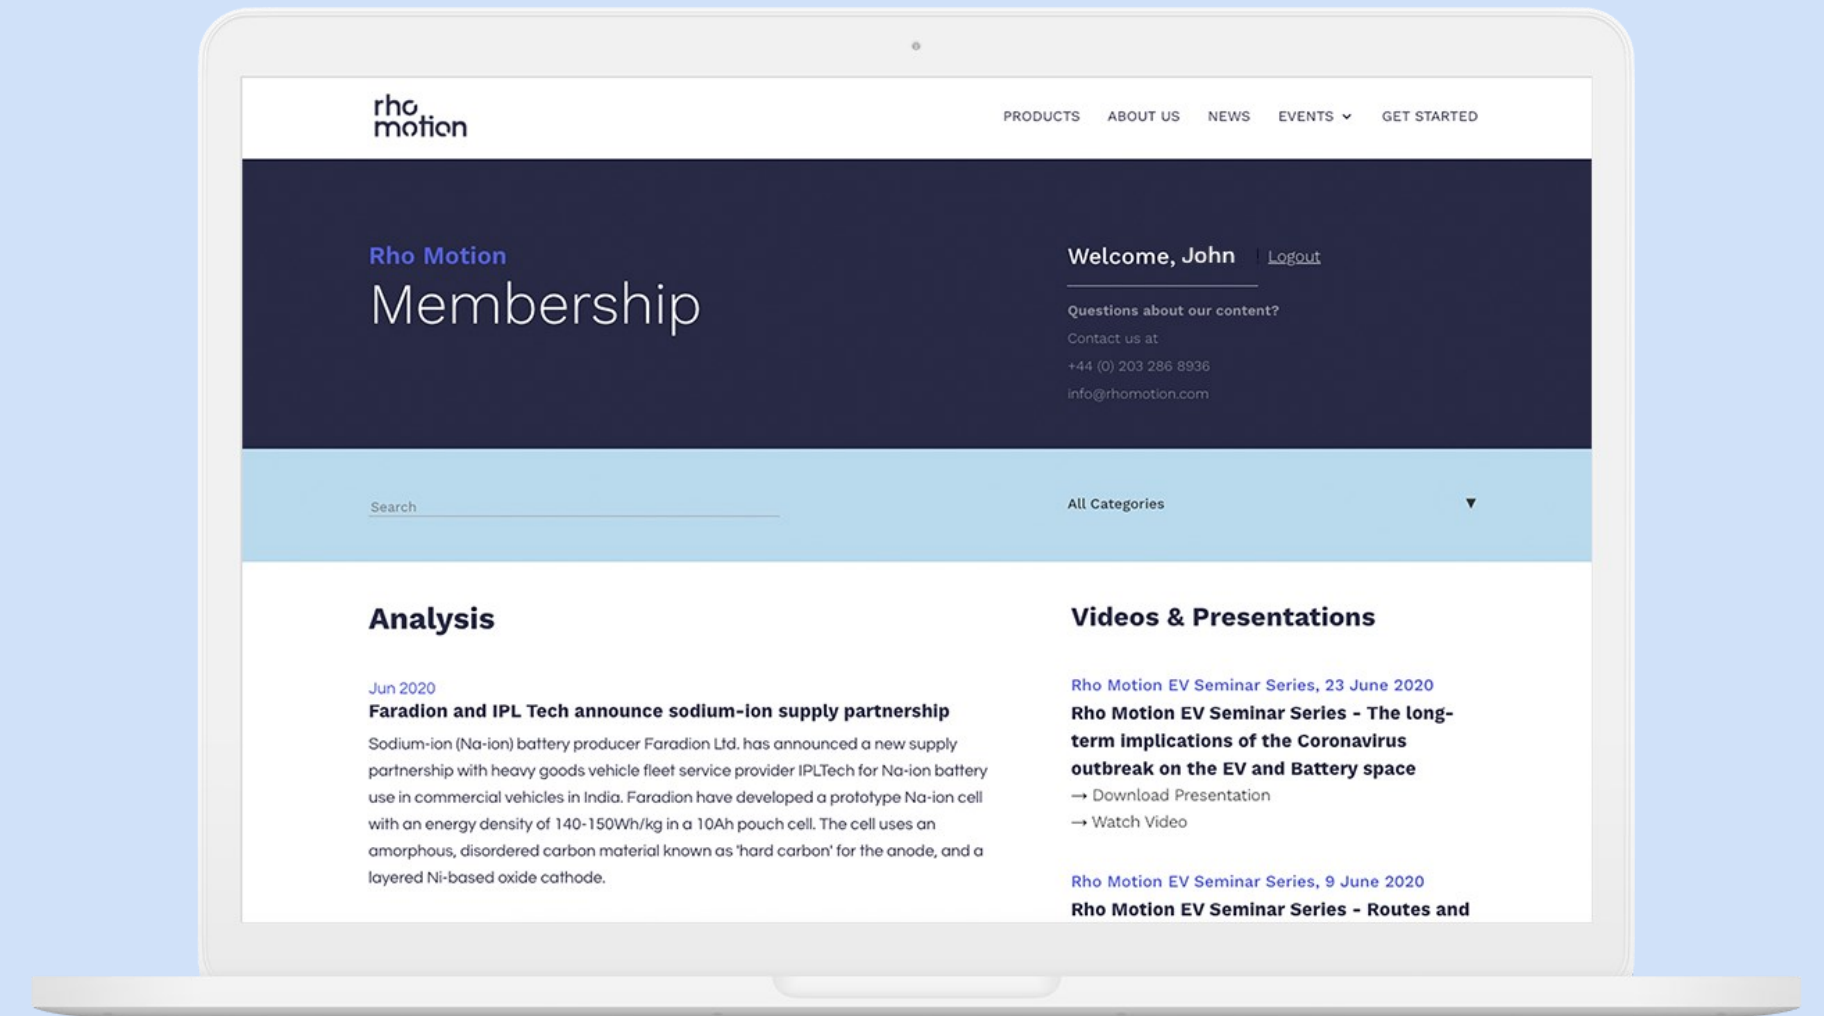 rho
motion
PRODUCTS ABOUT US NEWS EVENTS GET STARTED
Rho Motion
Membership
Welcome, John Logout
Questions about our content?
Contact us at
+44 (0) 203 286 8936
info@rhomotion.com
Search
All Categories
Analysis
Jun 2020
Faradion and IPL Tech announce sodium-ion supply partnership
Sodium-ion (Na-ion) battery producer Faradion Ltd. has announced a new supply
partnership with heavy goods vehicle fleet service provider IPLTech for Na-ion battery
use in commercial vehicles in India. Faradion have developed a prototype Na-ion cell
with an energy density of 140-150Wh/kg in a 10Ah pouch cell. The cell uses an
amorphous, disordered carbon material known as 'hard carbon' for the anode, and a
layered Ni-based oxide cathode.
Videos & Presentations
Rho Motion EV Seminar Series, 23 June 2020
Rho Motion EV Seminar Series - The long-
term implications of the Coronavirus
outbreak on the EV and Battery space
→ Download Presentation
→ Watch Video
Rho Motion EV Seminar Series, 9 June 2020
Rho Motion EV Seminar Series - Routes and